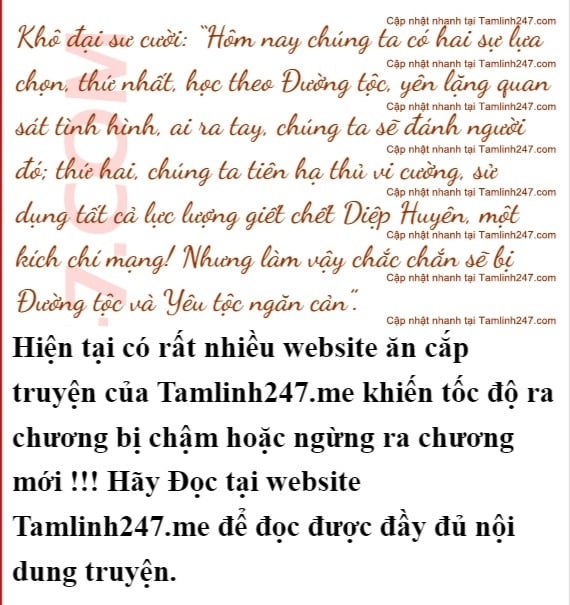 Cập nhật nhanh tại Tamlinh247.com
Khô đại sư cười: “Hôm nay chúng ta có hai sự lựa
Cập nhật nhanh tại Tamlinh247.com
chọn, thứ nhất, học theo Đường tộc, yên lặng quan
Cập nhật nhanh tại Tamlinh247.com
sát tình hình, ai ra tay, chúng ta sẽ đánh người
Cập nhật nhanh tại Tamlinh247.com
đó; thứ hai, chúng ta tiên hạ thủ vi cường, sử
Cập nhật nhanh tại Tamlinh247.com
dụng tất cả lực lượng giết chết Diệp Huyên, một
Cập nhật nhanh tại Tamlinh247.com
kích chí mạng! Nhưng làm vậy chắc chắn sẽ bị
Cập nhật nhanh tại Tamlinh247.com
Đường tộc và Yêu tộc ngăn cản”.
Cập nhật nhanh tại Tamlinh247.com
7.COM
Hiện tại có rất nhiều website ăn cắp
truyện của Tamlinh247.me khiến tốc độ ra
chương bị chậm hoặc ngừng ra chương
mới !!! Hãy Đọc tại website
Tamlinh247.me để đọc được đầy đủ nội
dung truyện.